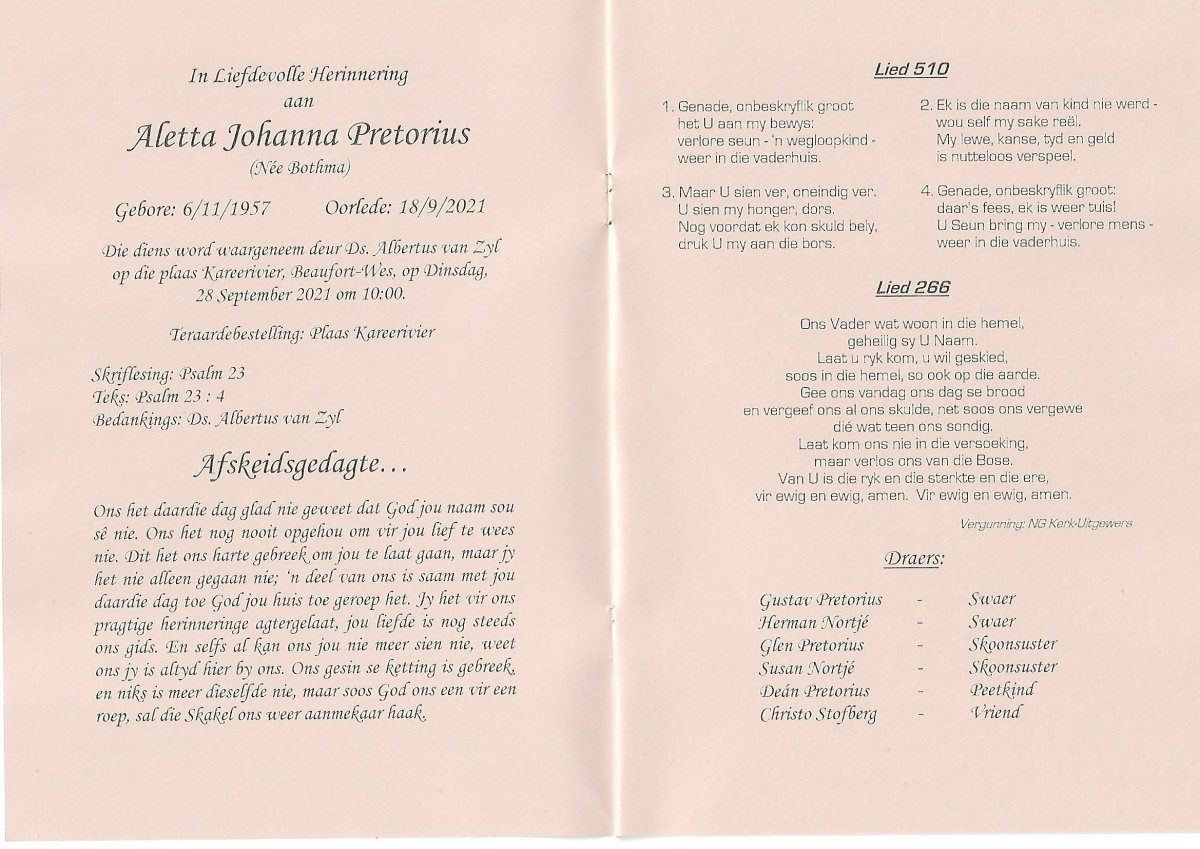 In Liefdevolle Herinnering
aan
Aletta Johanna Pretorius
(Née Bothma)
Gebore: 6/11/1957 Oorlede: 18/9/2021
Die diens word waargeneem deur Ds. Albertus van Zyl
op die plaas Kareerivier, Beaufort-Wes, op Dinsdag,
28 September 2021 om 10:00.
Teraardebestelling: Plaas Kareerivier
Skriflesing: Psalm 23
Teks: Psalm 23 : 4
Bedankings: Ds. Albertus van Zyl
Afskeidsgedagte...
Ons het daardie dag glad nie geweet dat God jou naam sou
sê nie. Ons het nog nooit opgehou om vir jou lief te wees
nie. Dit het ons harte gebreek om jou te laat gaan, maar jy
het nie alleen gegaan nie; 'n deel van ons is saam met jou
daardie dag toe God jou huis toe geroep het. Jy het vir ons
pragtige herinneringe agtergelaat, jou liefde is nog steeds
ons gids. En selfs al kan ons jou nie meer sien nie, weet
ons jy is altyd hier by ons. Ons gesin se ketting is gebreek,
en niks is meer dieselfde nie, maar soos God ons een vir een
roep, sal die Skakel ons weer aanmekaar haak.
Lied 510
1. Genade, onbeskryflik groot
het U aan my bewys:
verlore seun - 'n wegloopkind -
weer in die vaderhuis.
2. Ek is die naam van kind nie werd -
wou self my sake reël.
My lewe, kanse, tyd en geld
is nutteloos verspeel.
3. Maar U sien ver, oneindig ver.
U sien my honger, dors.
Nog voordat ek kon skuld bely,
druk U my aan die bors.
4. Genade, onbeskryflik groot:
daar's fees, ek is weer tuis!
U Seun bring my - verlore mens -
weer in die vaderhuis.
Lied 266
Ons Vader wat woon in die hemel,
geheilig sy U Naam.
Laat u ryk kom, u wil geskied,
soos in die hemel, so ook op die aarde.
Gee ons vandag ons dag se brood
en vergeef ons al ons skulde, net soos ons vergewe
dié wat teen ons sondig.
Laat kom ons nie in die versoeking,
maar verlos ons van die Bose.
Van U is die ryk en die sterkte en die ere,
vir ewig en ewig, amen. Vir ewig en ewig, amen.
Vergunning: NG Kerk-Uitgewers
Draers:
Gustav Pretorius - Swaer
Herman Nortjé - Swaer
Glen Pretorius - Skoonsuster
Susan Nortjé - Skoonsuster
Deán Pretorius - Peetkind
Christo Stofberg - Vriend